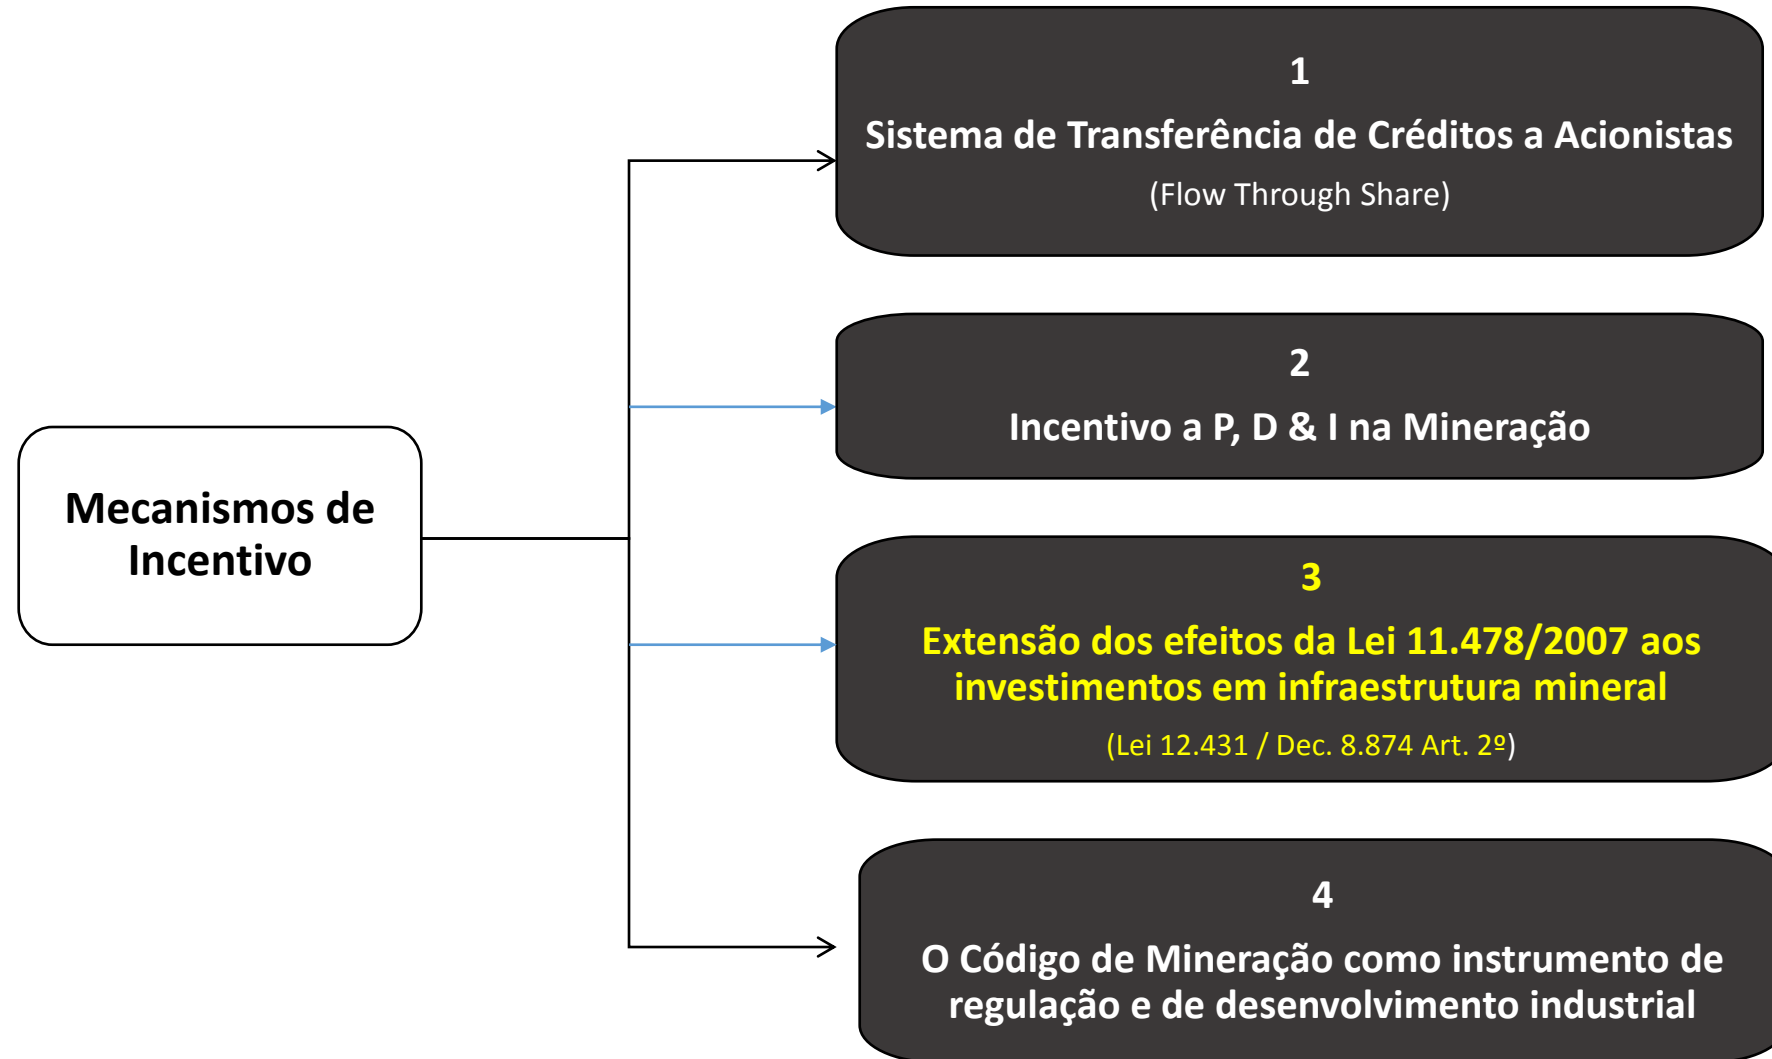 Mecanismos de
Incentivo
1
Sistema de Transferência de Créditos a Acionistas
(Flow Through Share)
2
Incentivo a P, D & I na Mineração
3
Extensão dos efeitos da Lei 11.478/2007 aos
investimentos em infraestrutura mineral
(Lei 12.431 / Dec. 8.874 Art. 2º)
4
O Código de Mineração como instrumento de
regulação e de desenvolvimento industrial